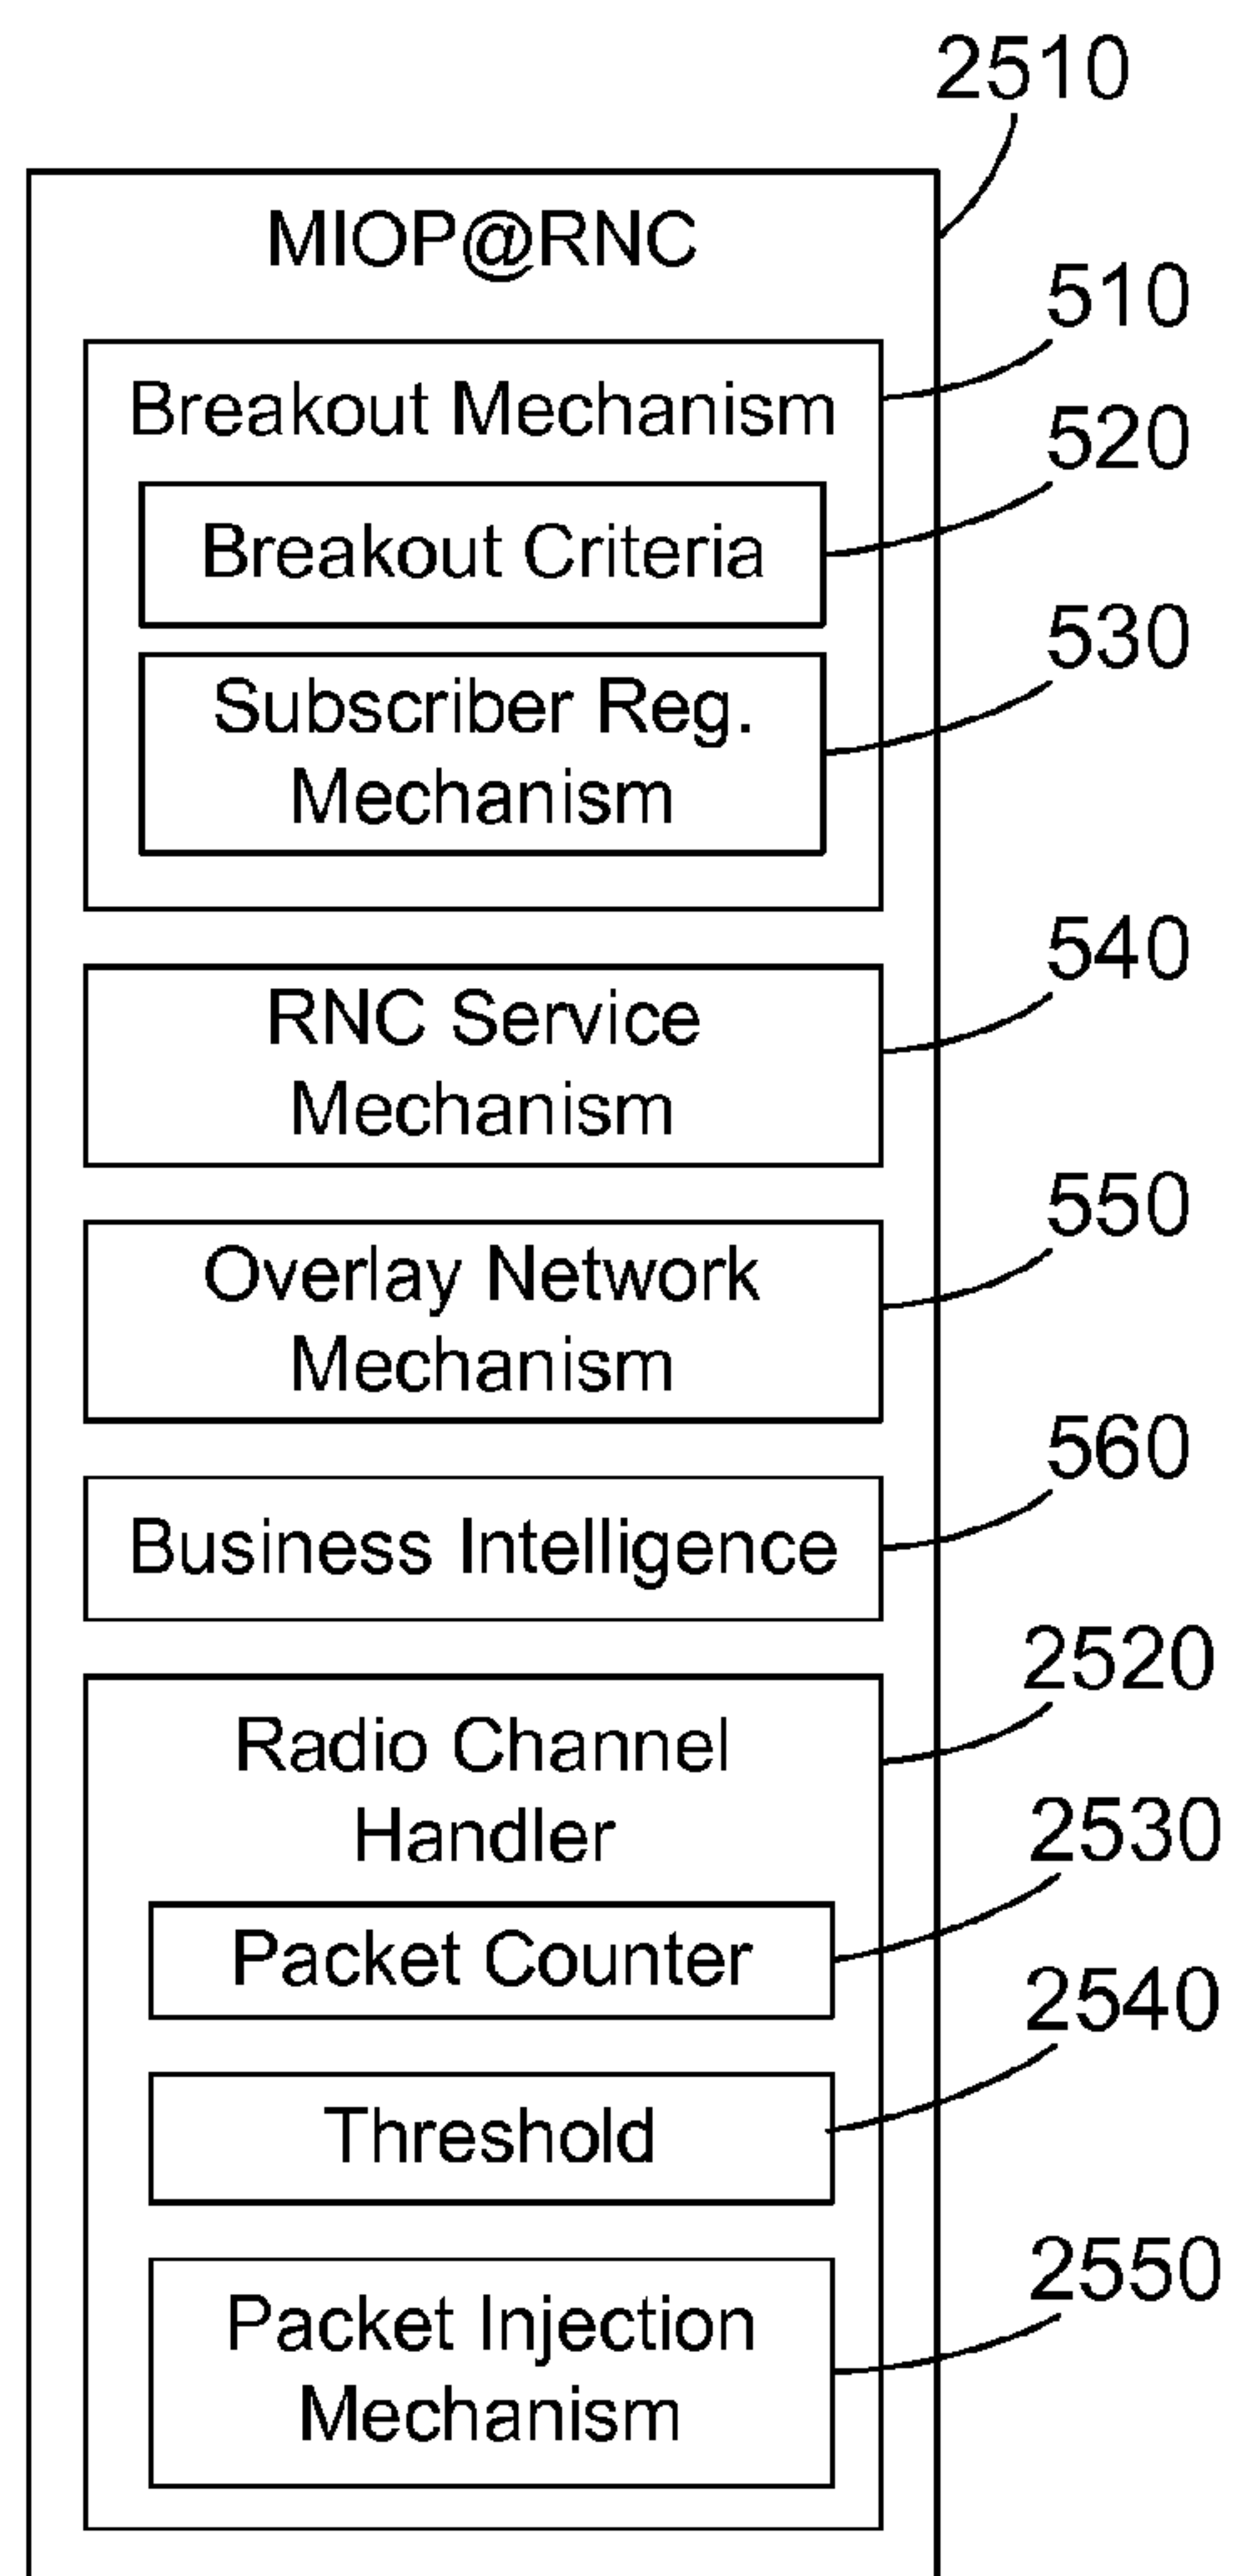 2510
MIOP@RNC
510
Breakout Mechanism
520
Breakout Criteria
530
Subscriber Reg.
Mechanism
540
RNC Service
Mechanism
550
Overlay Network
Mechanism
560
Business Intelligence
2520
Radio Channel
Handler
2530
Packet Counter
2540
Threshold
2550
Packet Injection
Mechanism